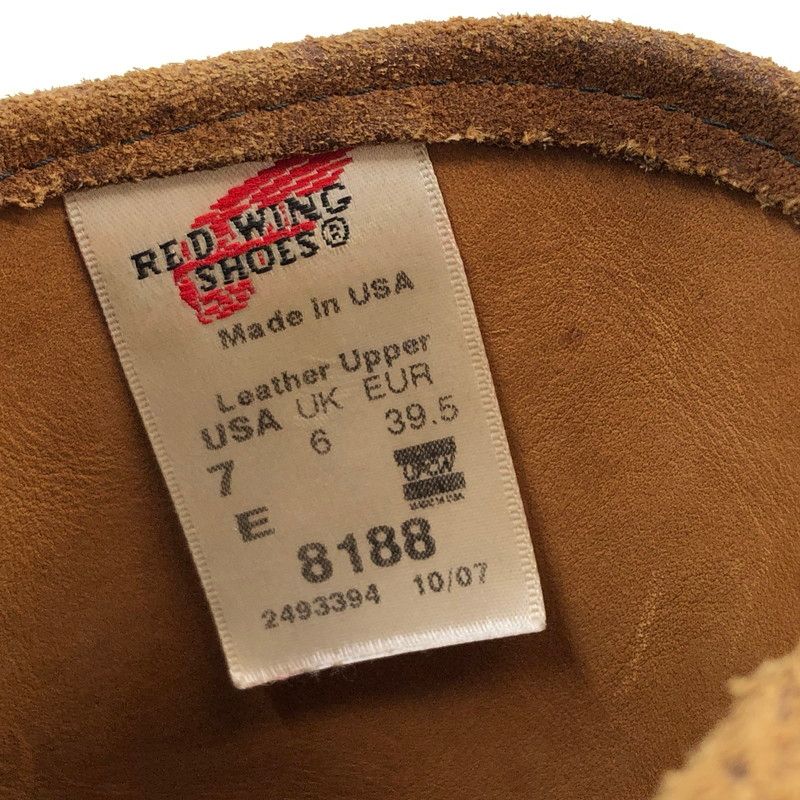 RED WING
SHOES®
Made in USA
Leather Upper
USA UK EUR
7 6 39.5
UFCW
E
8188
2493394 10/07